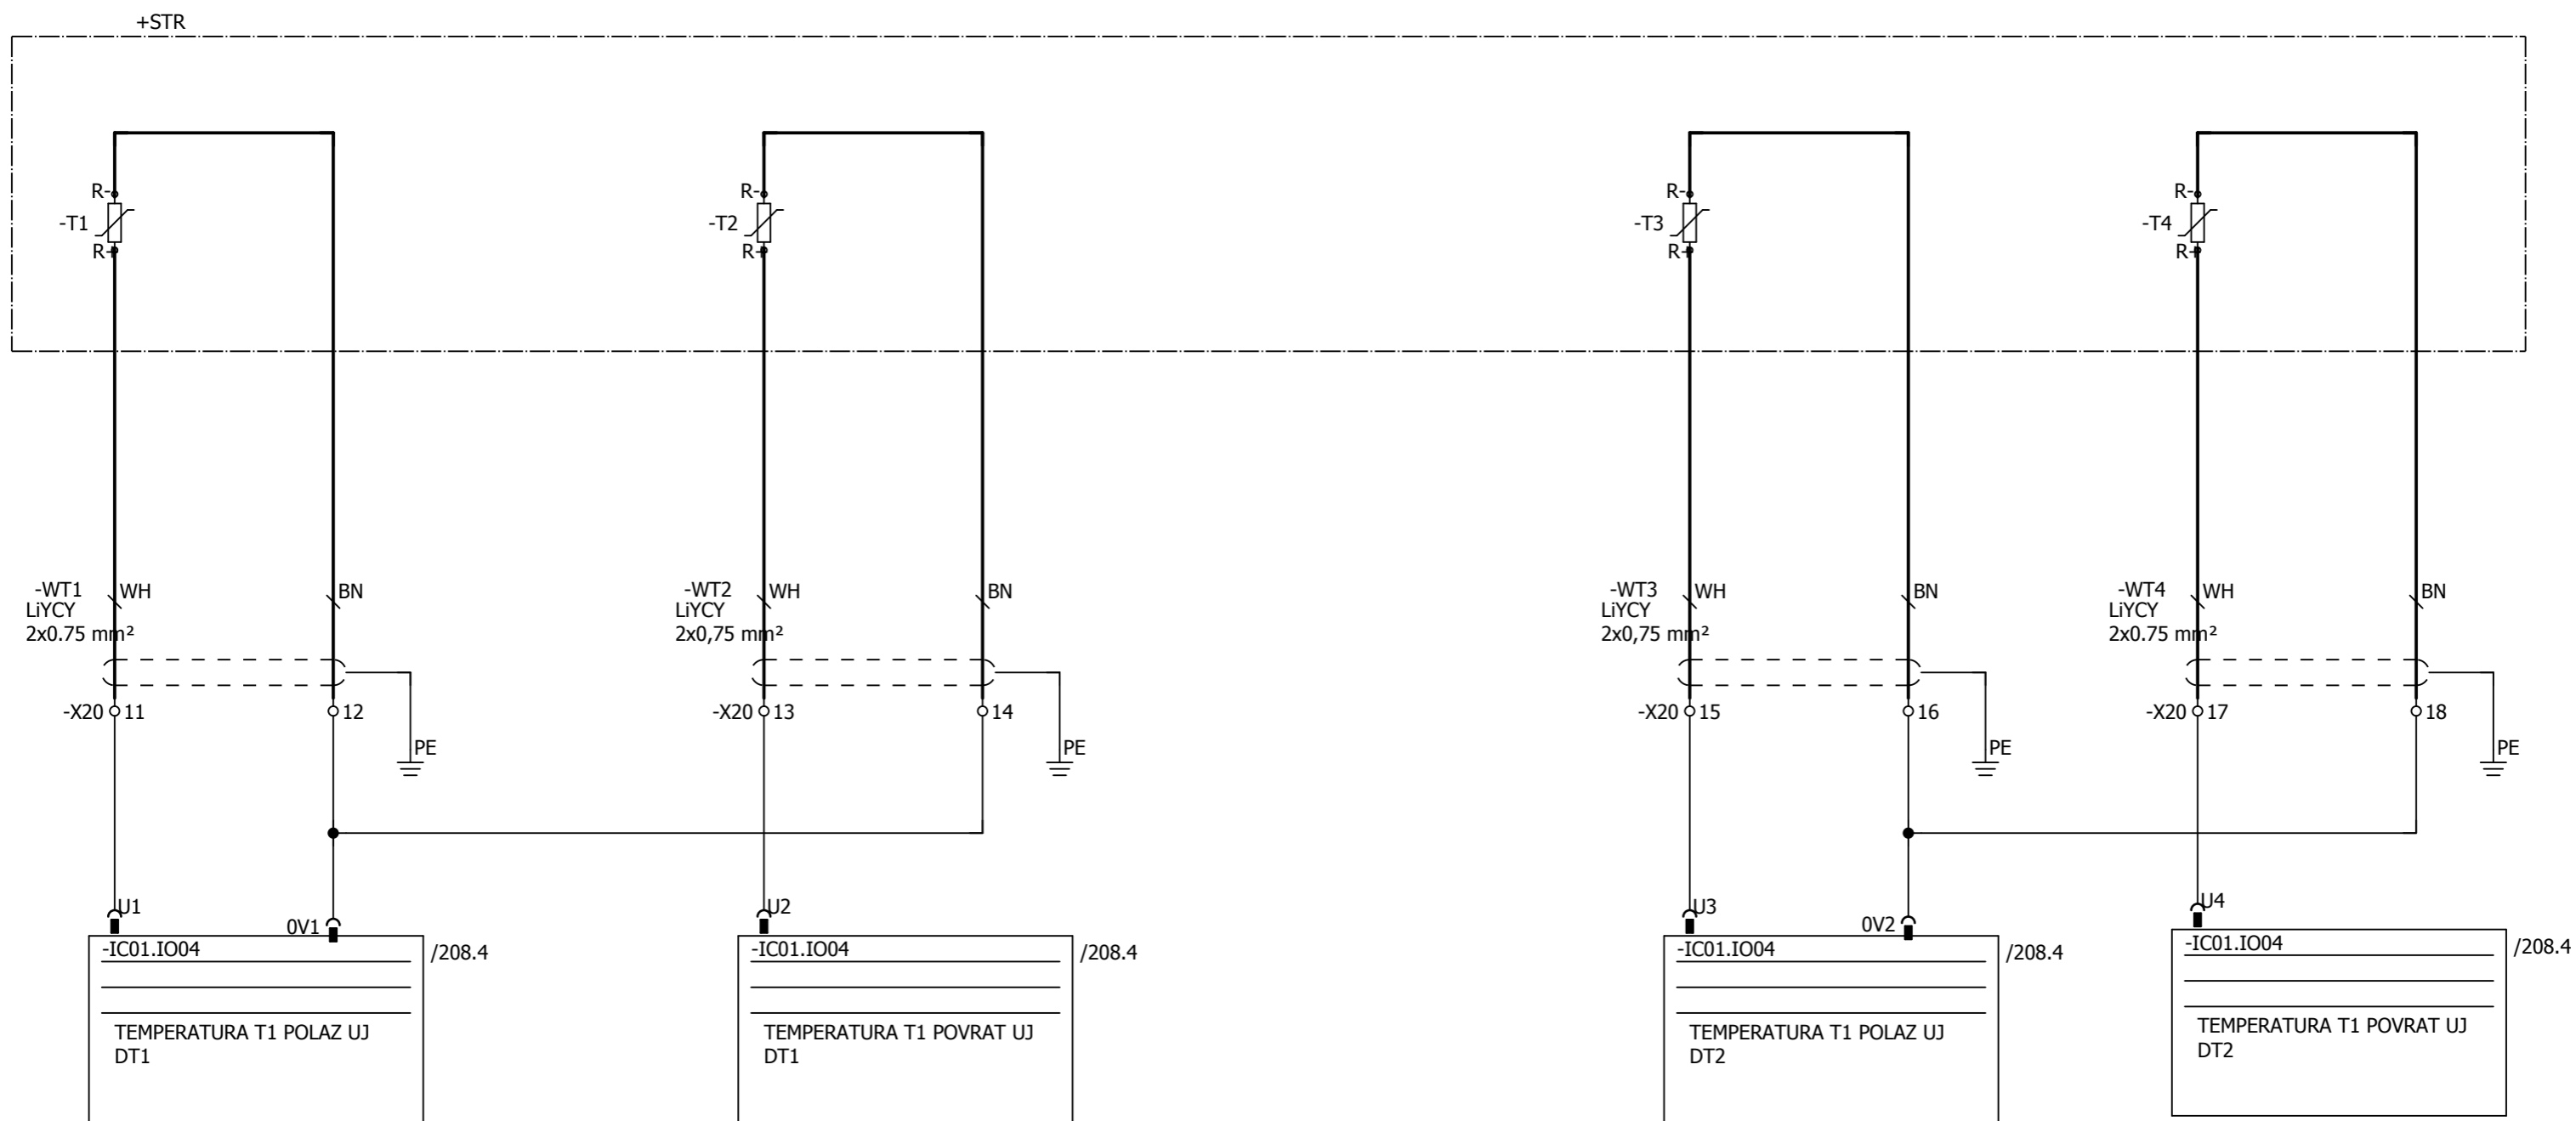 +STR
R- R- R- R-
-T1 -T2 -T3 -T4
R+ R+ R+ R+
-WT1 WH BN -WT2 WH BN -WT3 WH BN -WT4 WH BN
LiYCY LiYCY LiYCY LiYCY
2x0.75 mm² 2x0,75 mm² 2x0,75 mm² 2x0.75 mm²
-X20 11 12 -X20 13 14 -X20 15 16 -X20 17 18
PE PE PE PE
U1 0V1 U2 U3 0V2 U4
-IC01.IO04 /208.4 -IC01.IO04 /208.4 -IC01.IO04 /208.4 -IC01.IO04 /208.4
TEMPERATURA T1 POLAZ UJ
DT1
TEMPERATURA T1 POVRAT UJ
DT1
TEMPERATURA T1 POLAZ UJ
DT2
TEMPERATURA T1 POVRAT UJ
DT2